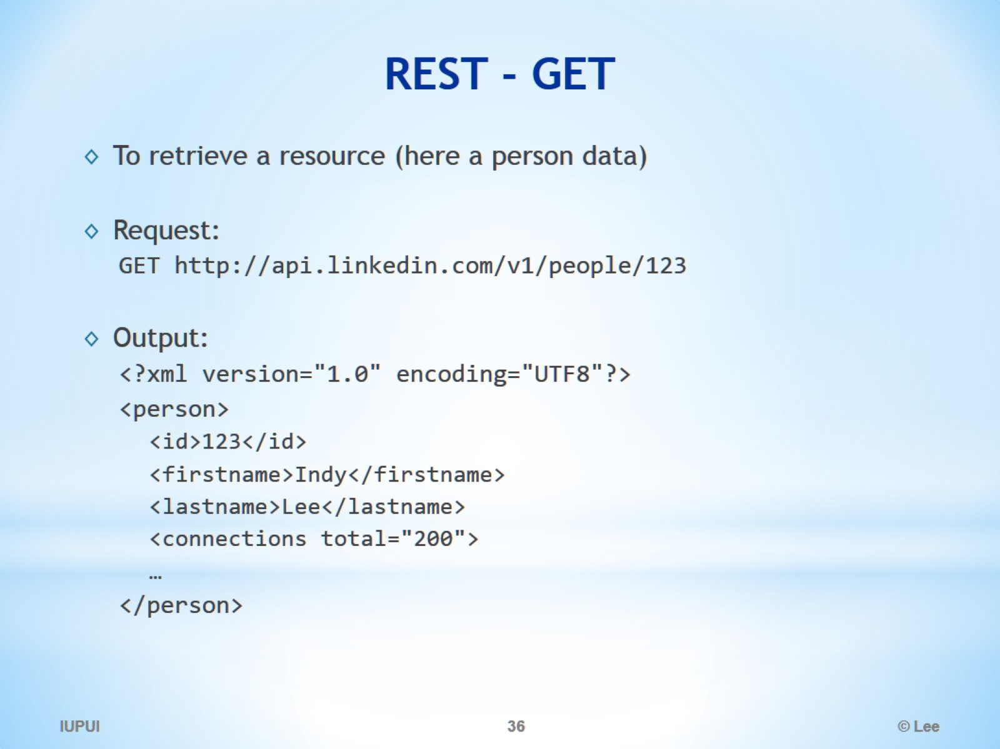 REST - GET
To retrieve a resource (here a person data)
Request:
GET http://api.linkedin.com/v1/people/123
Output:
<?xml version="1.0" encoding="UTF8"?>
<person>
<id>123</id>
<firstname>Indy</firstname>
<lastname>Lee</lastname>
<connections total="200">
…
</person>
IUPUI 36 © Lee